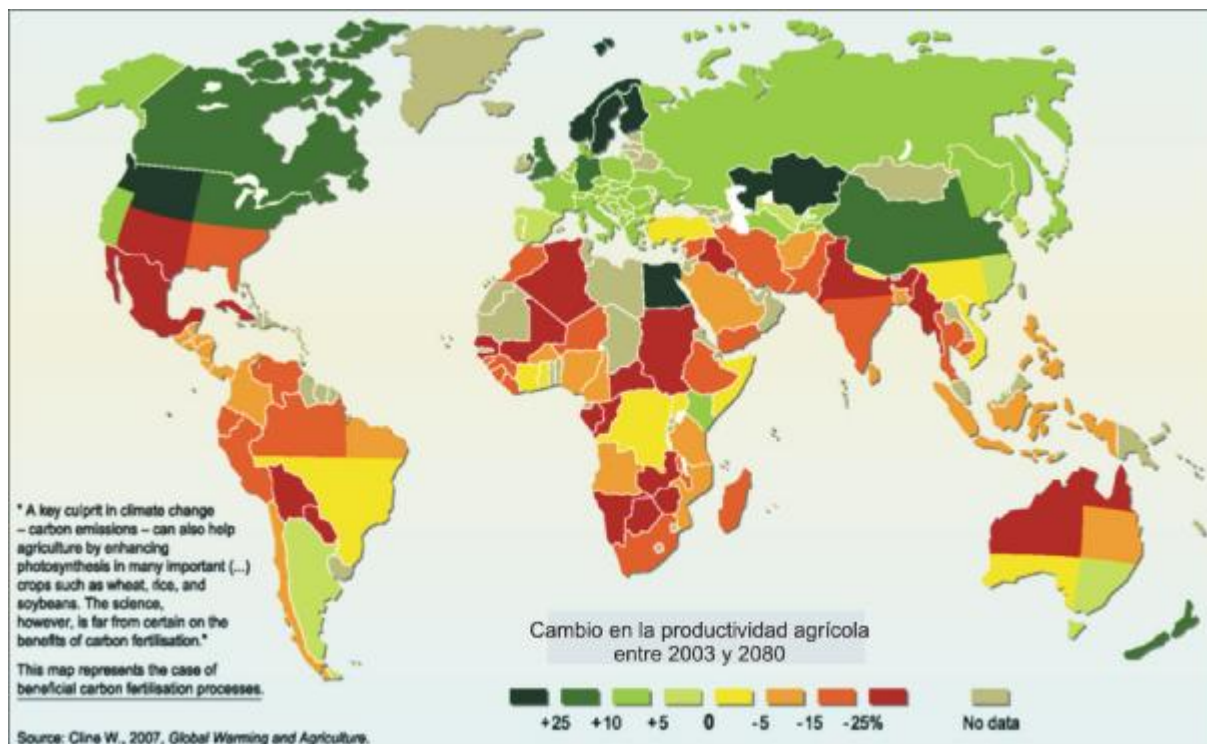 " A key culprit in climate change
– carbon emissions – can also help
agriculture by enhancing
photosynthesis in many important (...)
crops such as wheat, rice, and
soybeans. The science,
however, is far from certain on the
benefits of carbon fertilisation."
This map represents the case of
beneficial carbon fertilisation processes.
Source: Cline W., 2007, Global Warming and Agriculture.
Cambio en la productividad agrícola
entre 2003 y 2080
+25 +10 +5 0 -5 -15 -25% No data